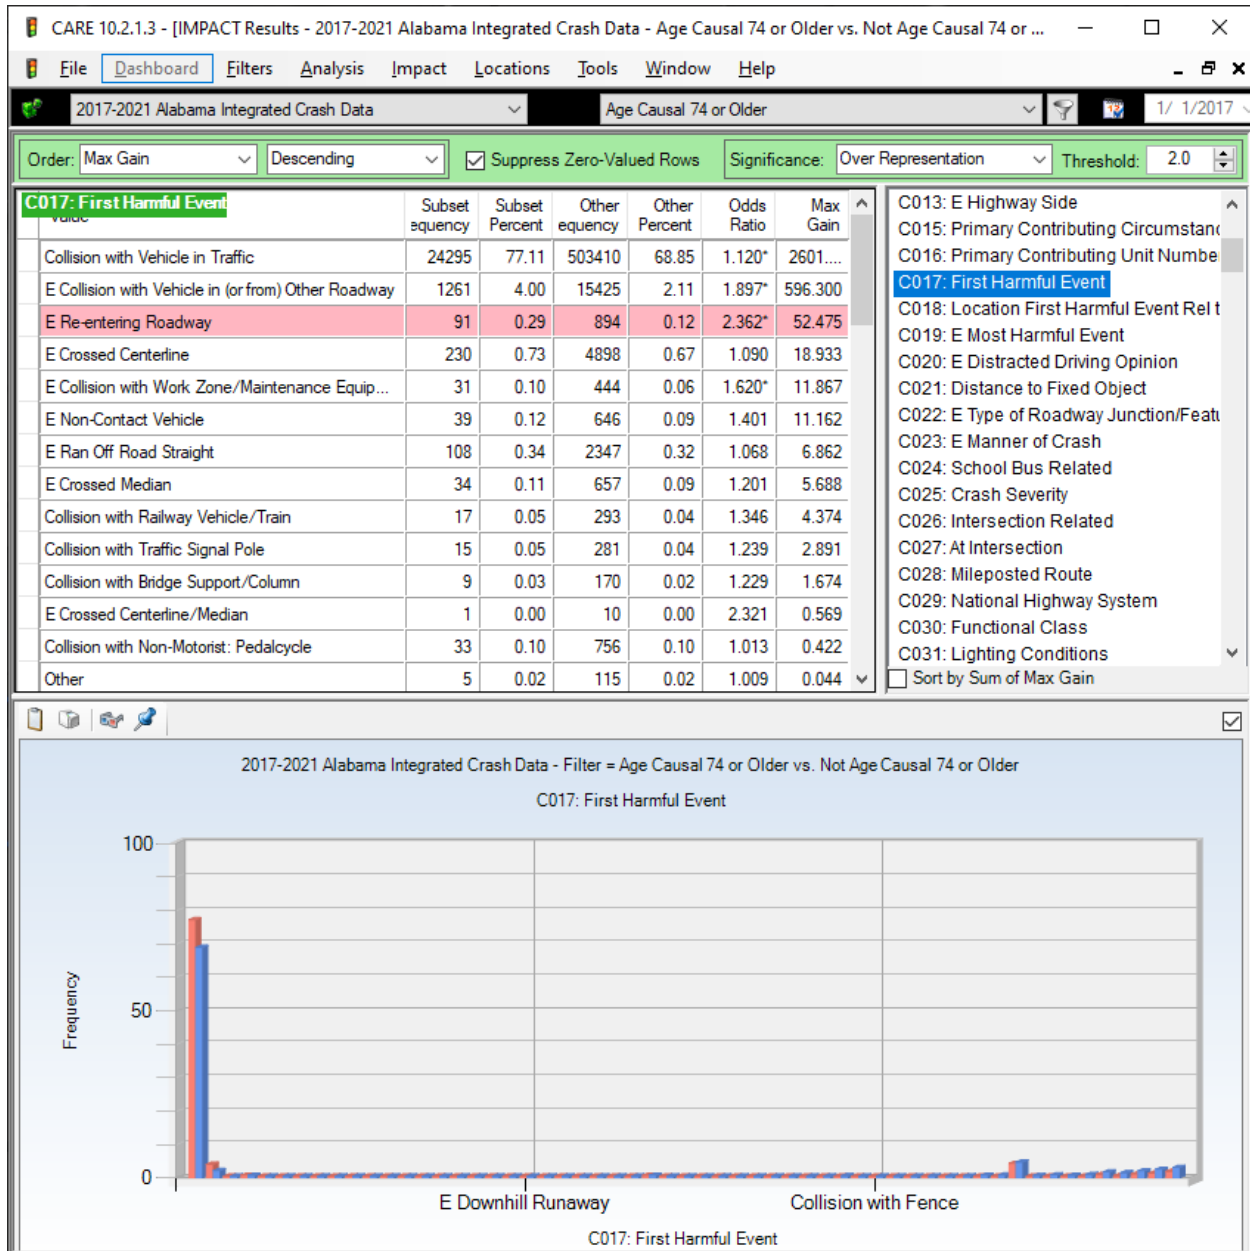 CARE 10.2.1.3 - [IMPACT Results - 2017-2021 Alabama Integrated Crash Data - Age Causal 74 or Older vs. Not Age Causal 74 or ...
File Dashboard Filters Analysis Impact Locations Tools Window Help
2017-2021 Alabama Integrated Crash Data Age Causal 74 or Older 1/ 1/2017
Order: Max Gain Descending Suppress Zero-Valued Rows Significance: Over Representation Threshold: 2.0
C017: First Harmful Event Subset equency Subset Percent Other equency Other Percent Odds Ratio Max Gain
Collision with Vehicle in Traffic 24295 77.11 503410 68.85 1.120* 2601....
E Collision with Vehicle in (or from) Other Roadway 1261 4.00 15425 2.11 1.897* 596.300
E Re-entering Roadway 91 0.29 894 0.12 2.362* 52.475
E Crossed Centerline 230 0.73 4898 0.67 1.090 18.933
E Collision with Work Zone/Maintenance Equip... 31 0.10 444 0.06 1.620* 11.867
E Non-Contact Vehicle 39 0.12 646 0.09 1.401 11.162
E Ran Off Road Straight 108 0.34 2347 0.32 1.068 6.862
E Crossed Median 34 0.11 657 0.09 1.201 5.688
Collision with Railway Vehicle/Train 17 0.05 293 0.04 1.346 4.374
Collision with Traffic Signal Pole 15 0.05 281 0.04 1.239 2.891
Collision with Bridge Support/Column 9 0.03 170 0.02 1.229 1.674
E Crossed Centerline/Median 1 0.00 10 0.00 2.321 0.569
Collision with Non-Motorist: Pedalcycle 33 0.10 756 0.10 1.013 0.422
Other 5 0.02 115 0.02 1.009 0.044
C013: E Highway Side
C015: Primary Contributing Circumstanc
C016: Primary Contributing Unit Number
C017: First Harmful Event
C018: Location First Harmful Event Rel t
C019: E Most Harmful Event
C020: E Distracted Driving Opinion
C021: Distance to Fixed Object
C022: E Type of Roadway Junction/Featu
C023: E Manner of Crash
C024: School Bus Related
C025: Crash Severity
C026: Intersection Related
C027: At Intersection
C028: Mileposted Route
C029: National Highway System
C030: Functional Class
C031: Lighting Conditions
Sort by Sum of Max Gain
2017-2021 Alabama Integrated Crash Data - Filter = Age Causal 74 or Older vs. Not Age Causal 74 or Older
C017: First Harmful Event
100
50
0
Frequency
E Downhill Runaway Collision with Fence
C017: First Harmful Event